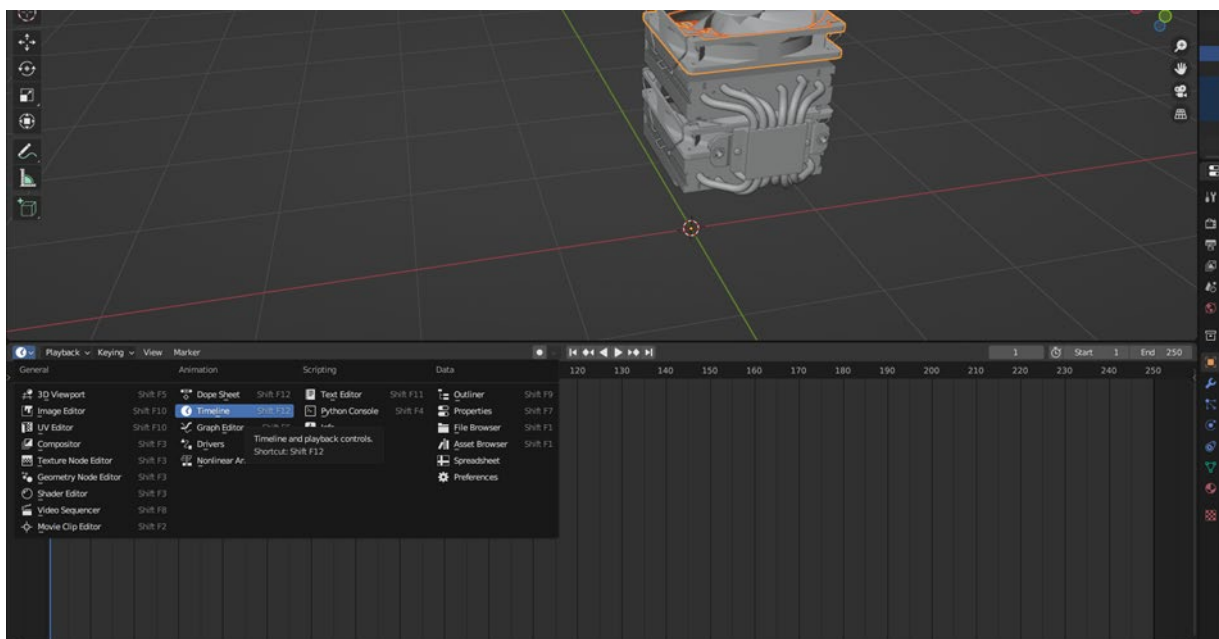 Playback Keying View Marker 1 Start 1 End 250
General Animation Scripting Data 120 130 140 150 160 170 180 190 200 210 220 230 240 250
3D Viewport Shift F5 Dope Sheet Shift F12 Text Editor Shift F11 Outliner Shift F9
Image Editor Shift F10 Timeline Shift F12 Python Console Shift F4 Properties Shift F7
UV Editor Shift F10 Graph Editor File Browser Shift F1
Compositor Shift F3 Drivers Timeline and playback controls. Asset Browser Shift F1
Shortcut: Shift F12
Texture Node Editor Shift F3 Nonlinear An Spreadsheet
Geometry Node Editor Shift F3 Preferences
Shader Editor Shift F3
Video Sequencer Shift F8
Movie Clip Editor Shift F2